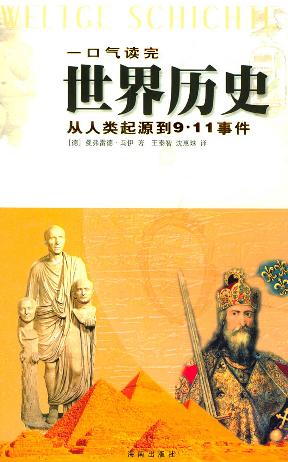 WELTGESCHICHTE
一口气读完
世界历史
从人类起源到9·11事件
[德] 曼弗雷德·马伊 著 王泰智 沈惠珠 译
海南出版社